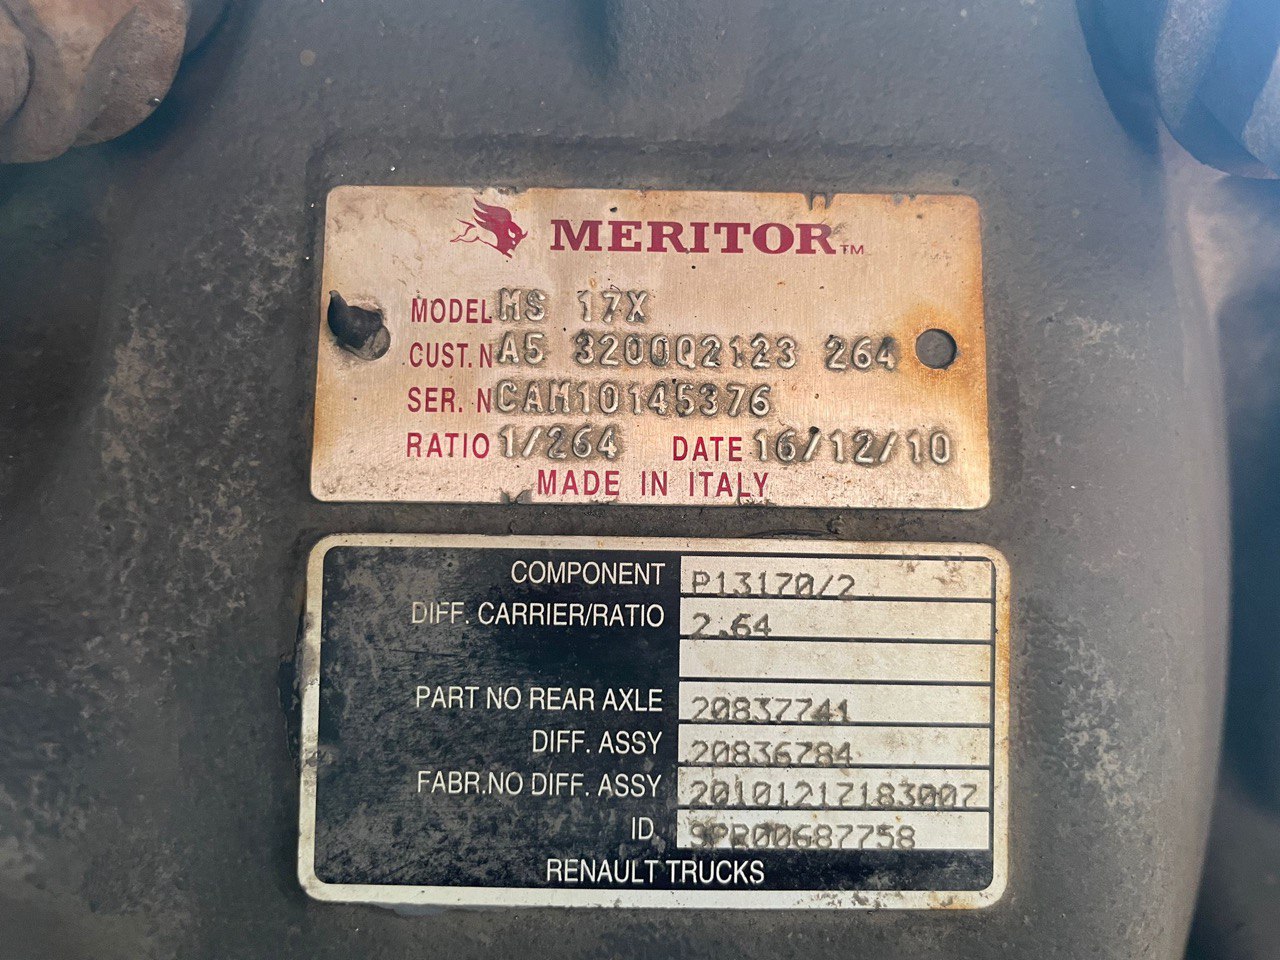 MERITOR™
MODEL MS 17X
CUST. N A5 3200Q2123 264
SER. N CAM10145376
RATIO 1/264 DATE 16/12/10
MADE IN ITALY
COMPONENT P13170/2
DIFF. CARRIER/RATIO 2.64
PART NO REAR AXLE 20837741
DIFF. ASSY 20836784
FABR.NO DIFF. ASSY 20101217183007
ID.
RENAULT TRUCKS